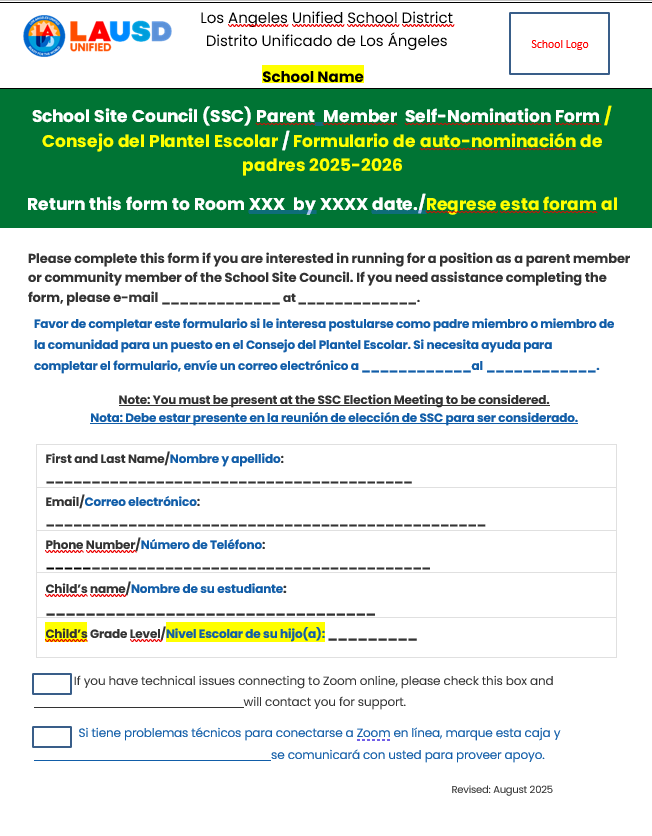 LAUSD
UNIFIED
Los Angeles Unified School District
Distrito Unificado de Los Ángeles
School Name
School Logo
School Site Council (SSC) Parent Member Self-Nomination Form /
Consejo del Plantel Escolar / Formulario de auto-nominación de
padres 2025-2026
Return this form to Room XXX by XXXX date./Regrese esta foram al
Please complete this form if you are interested in running for a position as a parent member
or community member of the School Site Council. If you need assistance completing the
form, please e-mail _____________ at _____________.
Favor de completar este formulario si le interesa postularse como padre miembro o miembro de
la comunidad para un puesto en el Consejo del Plantel Escolar. Si necesita ayuda para
completar el formulario, envíe un correo electrónico a ____________al ____________.
Note: You must be present at the SSC Election Meeting to be considered.
Nota: Debe estar presente en la reunión de elección de SSC para ser considerado.
First and Last Name/Nombre y apellido:
________________________________________
Email/Correo electrónico:
________________________________________________
Phone Number/Número de Teléfono:
__________________________________________
Child's name/Nombre de su estudiante:
____________________________________
Child's Grade Level/Nivel Escolar de su hijo(a): __________
If you have technical issues connecting to Zoom online, please check this box and
______________________________will contact you for support.
Si tiene problemas técnicos para conectarse a Zoom en línea, marque esta caja y
__________________________________se comunicará con usted para proveer apoyo.
Revised: August 2025